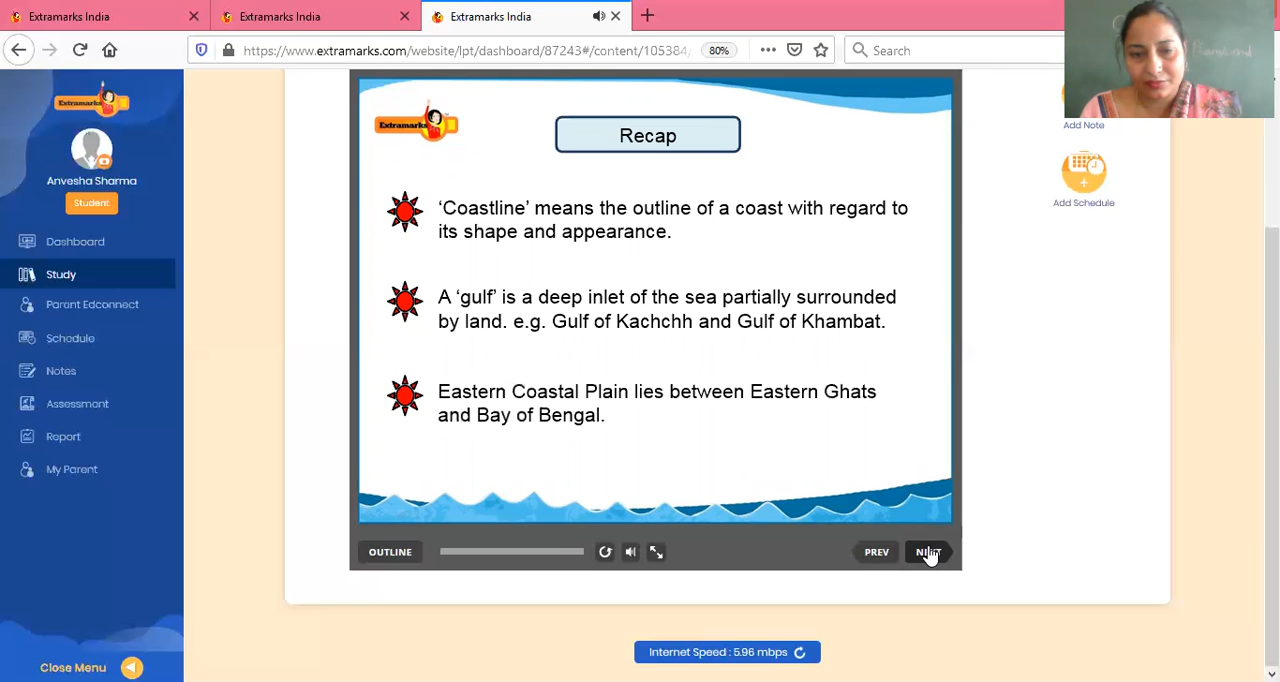 Extramarks India
Extramarks India
Extramarks India
https://www.extramarks.com/website/lpt/dashboard/87243#/content/105384/
80%
Search
Extramarks
Anvesha Sharma
Student
Dashboard
Study
Parent Edconnect
Schedule
Notes
Assessment
Report
My Parent
Close Menu
Extramarks
Recap
‘Coastline’ means the outline of a coast with regard to
its shape and appearance.
A ‘gulf’ is a deep inlet of the sea partially surrounded
by land. e.g. Gulf of Kachchh and Gulf of Khambat.
Eastern Coastal Plain lies between Eastern Ghats
and Bay of Bengal.
OUTLINE
PREV
NEXT
Add Note
Add Schedule
Internet Speed : 5.96 mbps